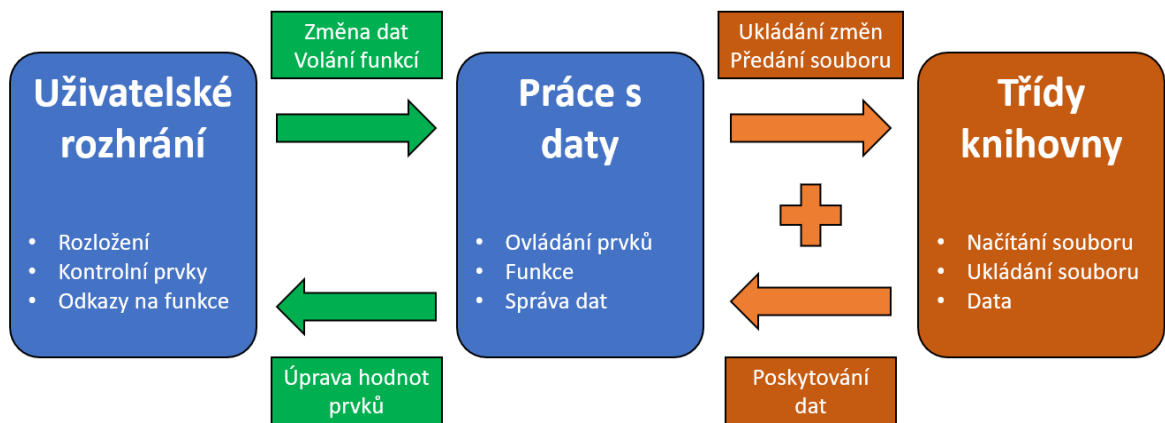 Změna dat
Volání funkcí
Ukládání změn
Předání souboru
Uživatelské
rozhrání
• Rozložení
• Kontrolní prvky
• Odkazy na funkce
Práce s
daty
• Ovládání prvků
• Funkce
• Správa dat
Třídy
knihovny
• Načítání souboru
• Ukládání souboru
• Data
Úprava hodnot
prvků
Poskytování
dat